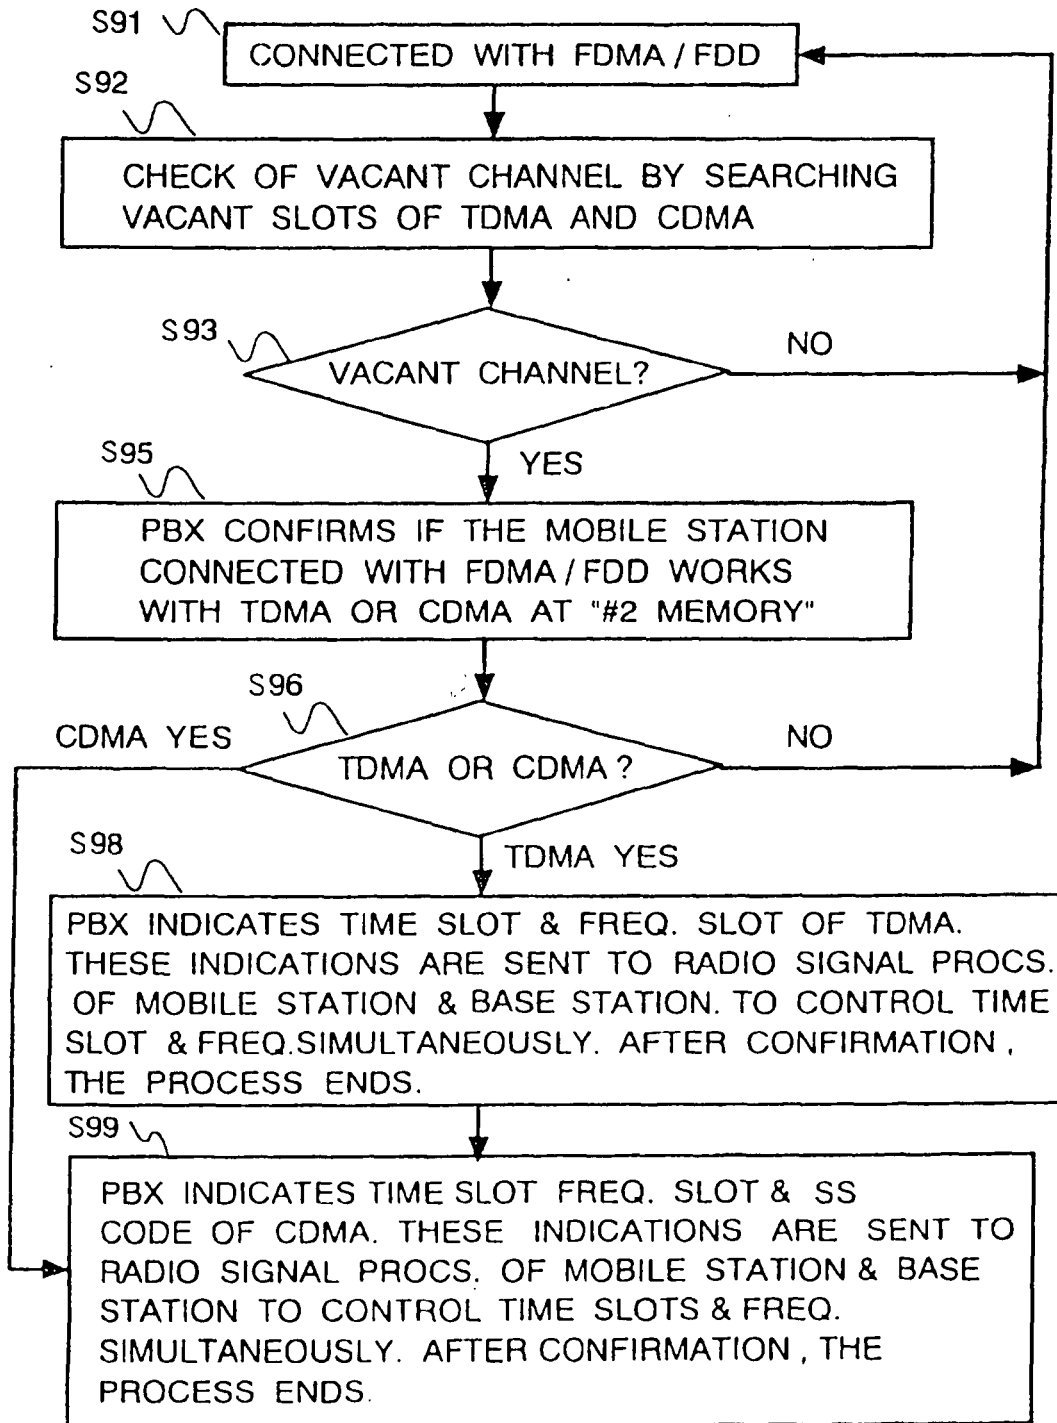 S91
CONNECTED WITH FDMA / FDD
S92
CHECK OF VACANT CHANNEL BY SEARCHING
VACANT SLOTS OF TDMA AND CDMA
S93
VACANT CHANNEL?
NO
YES
S95
PBX CONFIRMS IF THE MOBILE STATION
CONNECTED WITH FDMA / FDD WORKS
WITH TDMA OR CDMA AT "#2 MEMORY"
S96
CDMA YES
TDMA OR CDMA ?
NO
TDMA YES
S98
PBX INDICATES TIME SLOT & FREQ. SLOT OF TDMA.
THESE INDICATIONS ARE SENT TO RADIO SIGNAL PROCS.
OF MOBILE STATION & BASE STATION. TO CONTROL TIME
SLOT & FREQ.SIMULTANEOUSLY. AFTER CONFIRMATION ,
THE PROCESS ENDS.
S99
PBX INDICATES TIME SLOT FREQ. SLOT & SS
CODE OF CDMA. THESE INDICATIONS ARE SENT TO
RADIO SIGNAL PROCS. OF MOBILE STATION & BASE
STATION TO CONTROL TIME SLOTS & FREQ.
SIMULTANEOUSLY. AFTER CONFIRMATION , THE
PROCESS ENDS.